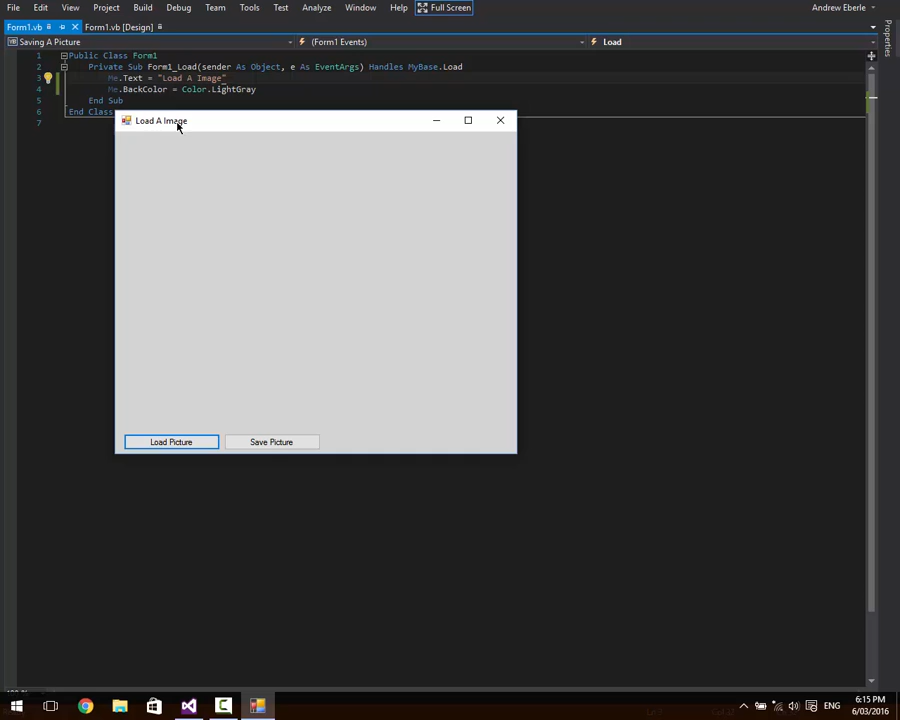 File Edit View Project Build Debug Team Tools Test Analyze Window Help Full Screen Andrew Eberle
Form1.vb Form1.vb [Design]
Saving A Picture (Form1 Events) Load
1 Public Class Form1
2 Private Sub Form1_Load(sender As Object, e As EventArgs) Handles MyBase.Load
3 Me.Text = "Load A Image"
4 Me.BackColor = Color.LightGray
5 End Sub
6 End Class
7
Properties
Load A Image
Load Picture Save Picture
ENG
6:15 PM
6/03/2016